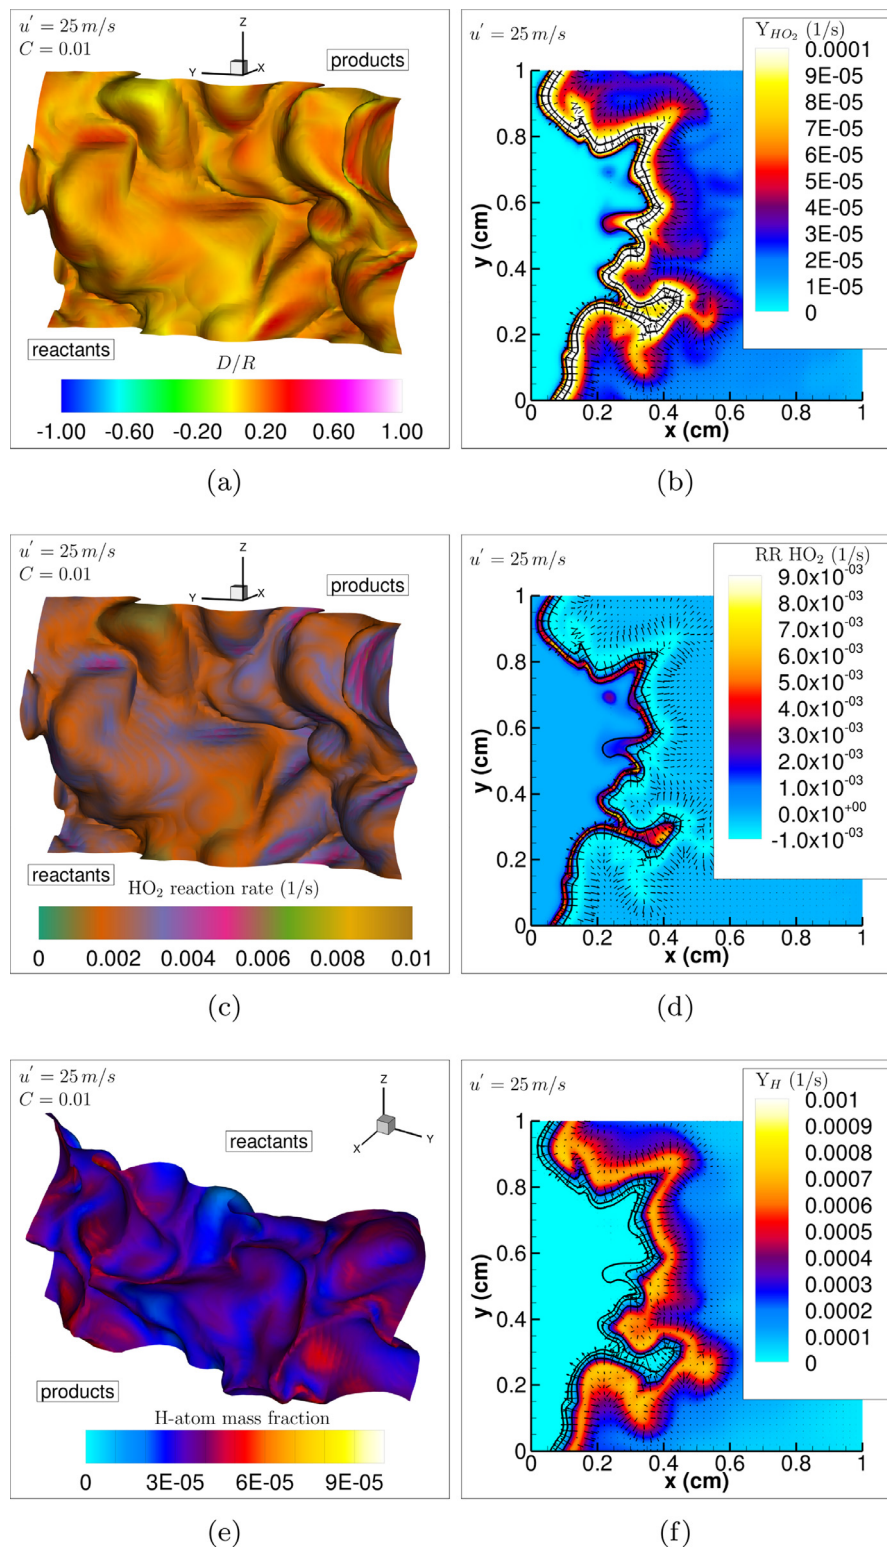 u' = 25 m/s
C = 0.01
Z
Y
X
products
reactants
D/R
-1.00 -0.60 -0.20 0.20 0.60 1.00
(a)
u' = 25 m/s
Y_{HO_2} (1/s)
0.0001
9E-05
8E-05
7E-05
6E-05
5E-05
4E-05
3E-05
2E-05
1E-05
0
1
0.8
0.6
0.4
0.2
0
y (cm)
0 0.2 0.4 0.6 0.8 1
x (cm)
(b)
u' = 25 m/s
C = 0.01
Z
Y
X
products
reactants
HO₂ reaction rate (1/s)
0 0.002 0.004 0.006 0.008 0.01
(c)
u' = 25 m/s
RR HO₂ (1/s)
9.0x10^{-03}
8.0x10^{-03}
7.0x10^{-03}
6.0x10^{-03}
5.0x10^{-03}
4.0x10^{-03}
3.0x10^{-03}
2.0x10^{-03}
1.0x10^{-03}
0.0x10^{+00}
-1.0x10^{-03}
1
0.8
0.6
0.4
0.2
0
y (cm)
0 0.2 0.4 0.6 0.8 1
x (cm)
(d)
u' = 25 m/s
C = 0.01
Z
Y
X
reactants
products
H-atom mass fraction
0 3E-05 6E-05 9E-05
(e)
u' = 25 m/s
Y_H (1/s)
0.001
0.0009
0.0008
0.0007
0.0006
0.0005
0.0004
0.0003
0.0002
0.0001
0
1
0.8
0.6
0.4
0.2
0
y (cm)
0 0.2 0.4 0.6 0.8 1
x (cm)
(f)